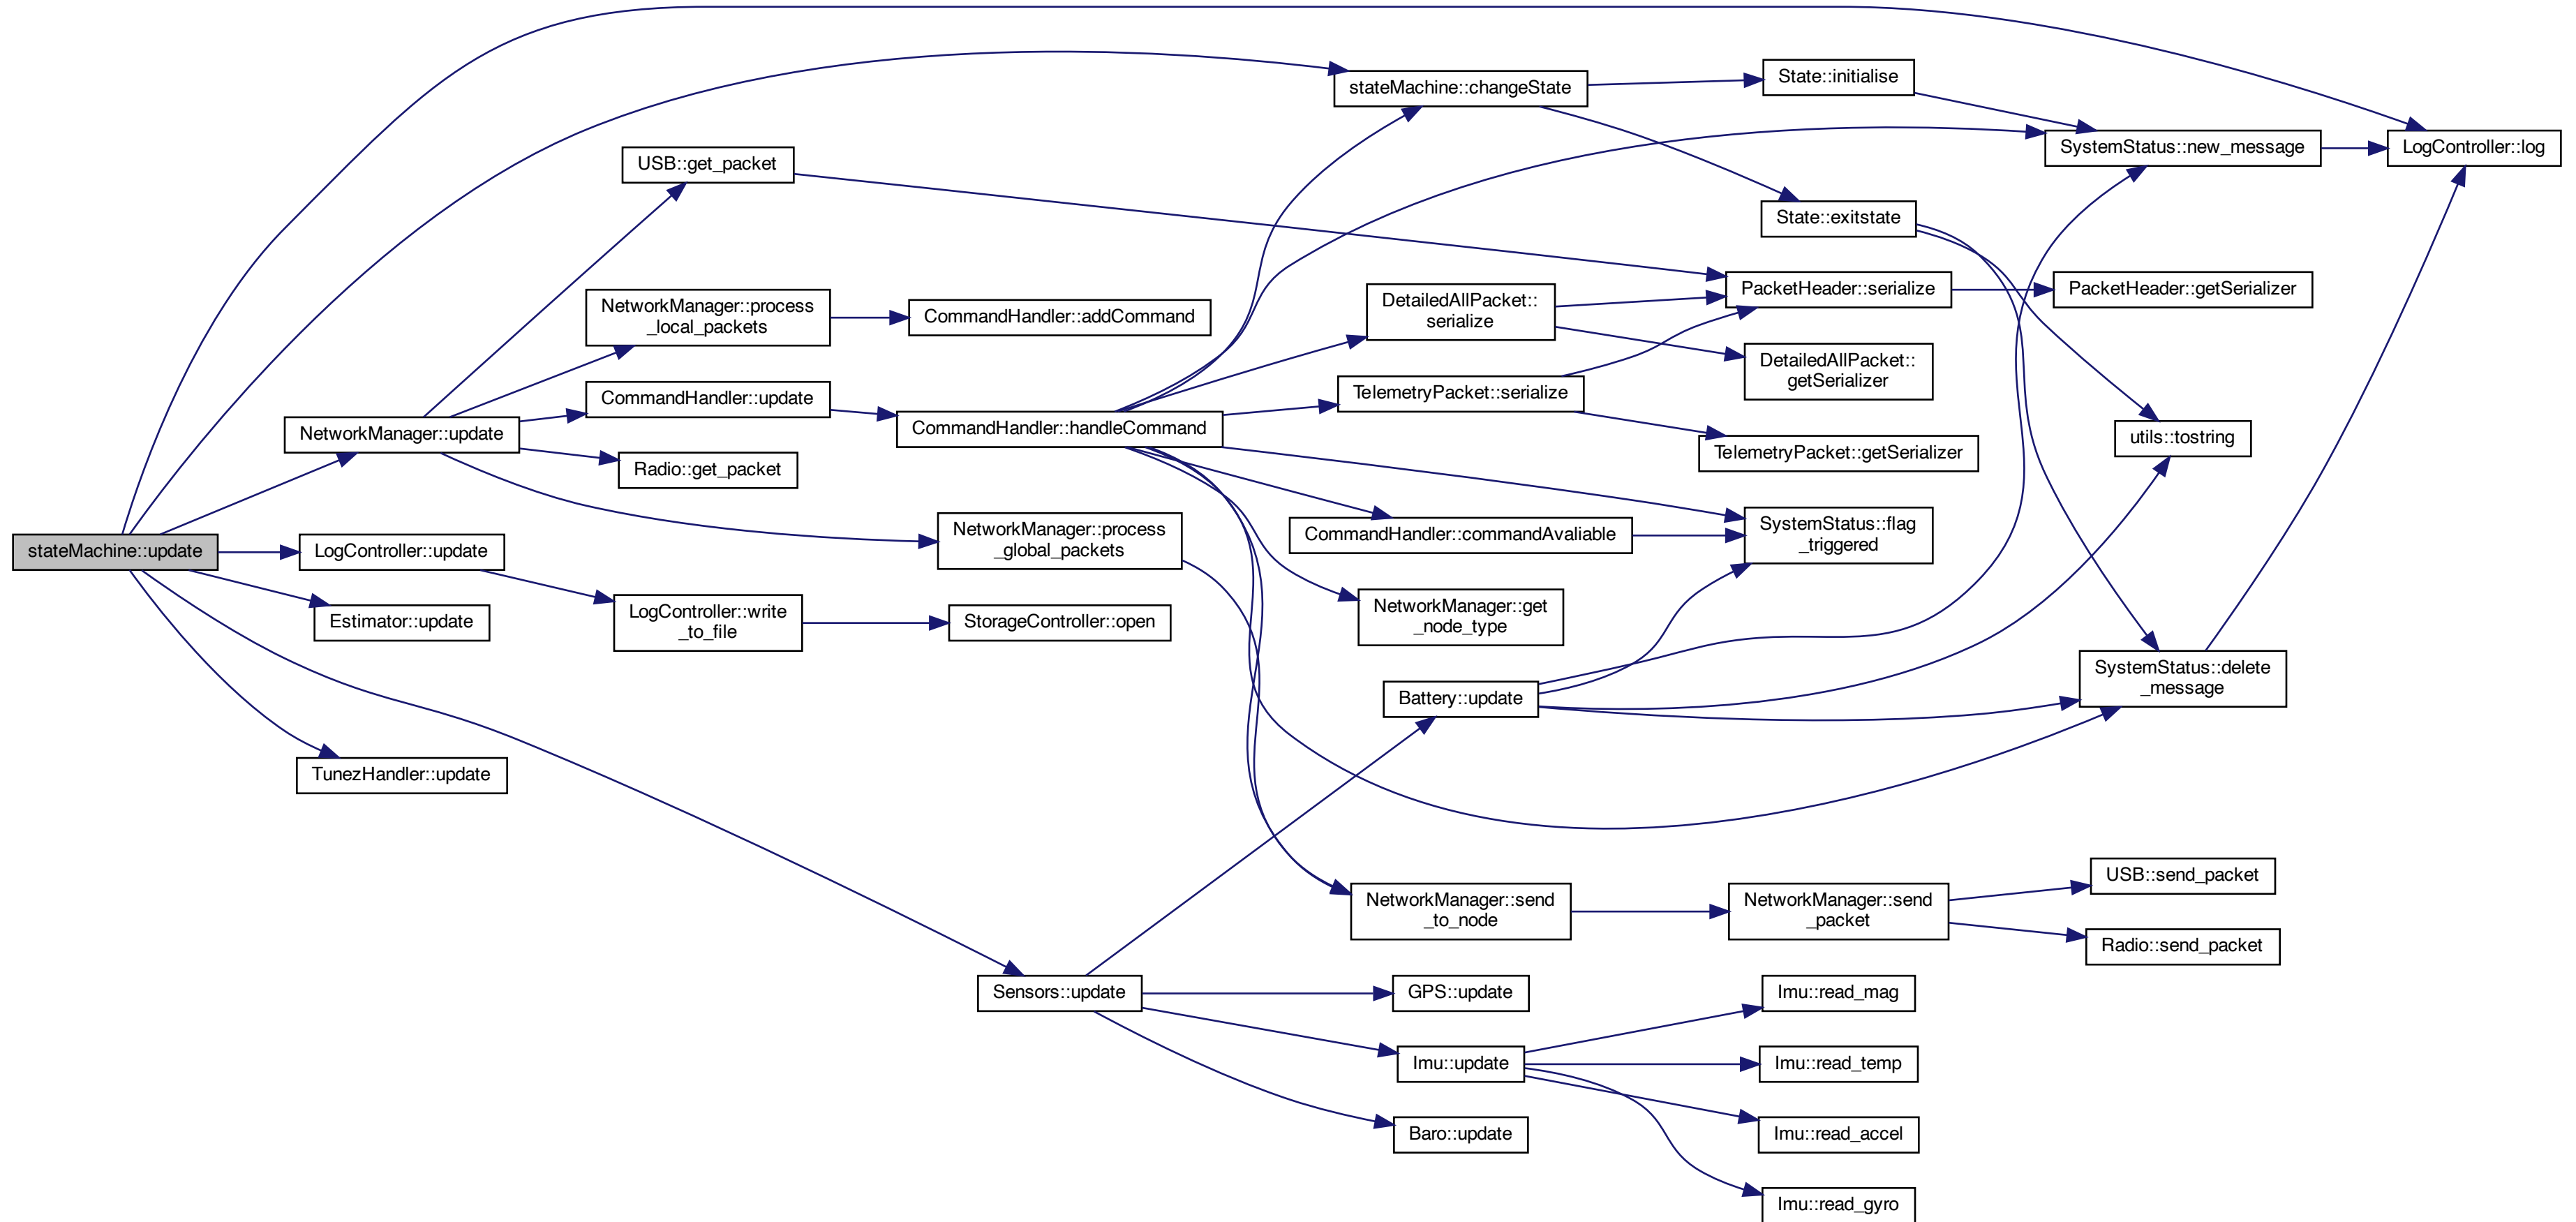 stateMachine::update
LogController::log
stateMachine::changeState
State::initialise
SystemStatus::new_message
State::exitstate
USB::get_packet
NetworkManager::process
_local_packets
CommandHandler::addCommand
DetailedAllPacket::
serialize
PacketHeader::serialize
PacketHeader::getSerializer
DetailedAllPacket::
getSerializer
CommandHandler::update
NetworkManager::update
CommandHandler::handleCommand
TelemetryPacket::serialize
TelemetryPacket::getSerializer
utils::tostring
Radio::get_packet
NetworkManager::process
_global_packets
CommandHandler::commandAvaliable
SystemStatus::flag
_triggered
LogController::update
LogController::write
_to_file
StorageController::open
Estimator::update
NetworkManager::get
_node_type
Battery::update
SystemStatus::delete
_message
TunezHandler::update
NetworkManager::send
_to_node
NetworkManager::send
_packet
USB::send_packet
Radio::send_packet
Sensors::update
GPS::update
Imu::read_mag
Imu::update
Imu::read_temp
Baro::update
Imu::read_accel
Imu::read_gyro